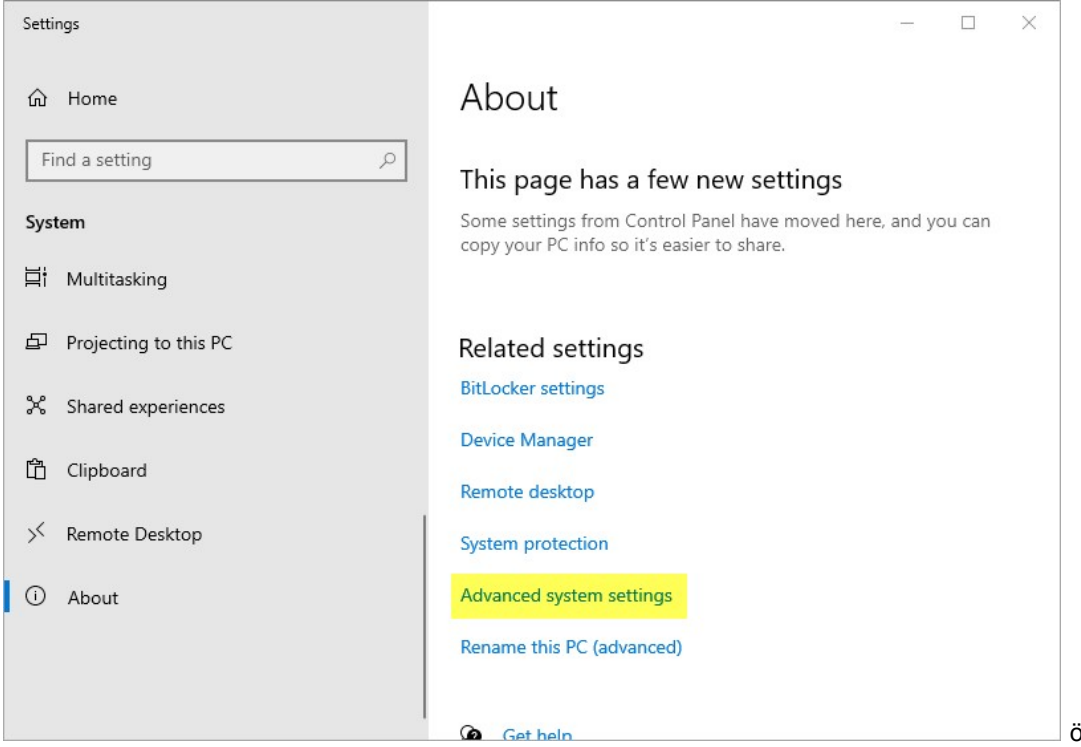 Settings
Home
Find a setting
System
Multitasking
Projecting to this PC
Shared experiences
Clipboard
Remote Desktop
About
About
This page has a few new settings
Some settings from Control Panel have moved here, and you can
copy your PC info so it's easier to share.
Related settings
BitLocker settings
Device Manager
Remote desktop
System protection
Advanced system settings
Rename this PC (advanced)
Get help
ö